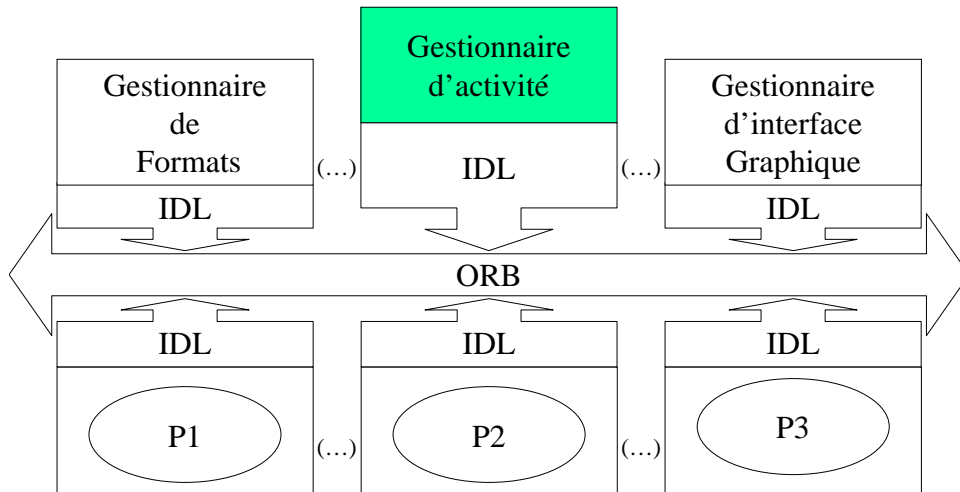 Gestionnaire
d’activité
IDL
Gestionnaire
de
Formats
IDL
(…)
(…)
Gestionnaire
d’interface
Graphique
IDL
ORB
IDL
P1
(…)
IDL
P2
(…)
IDL
P3